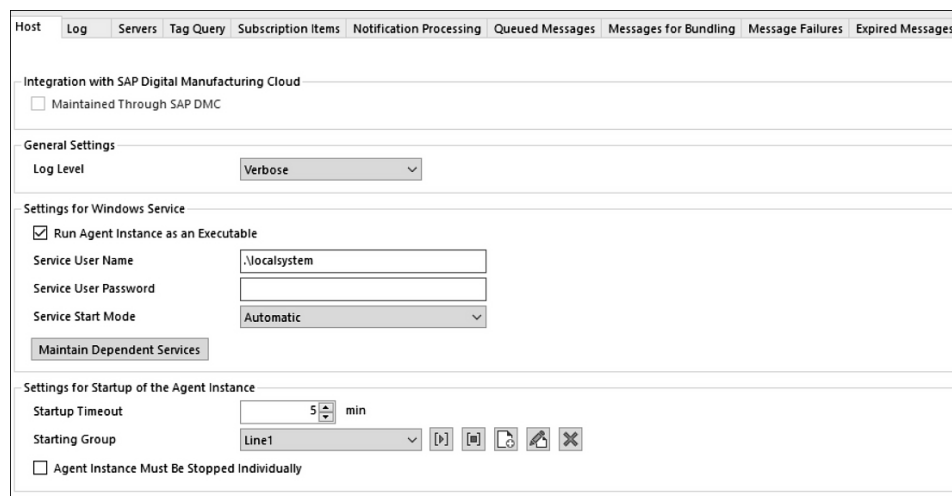 Host Log Servers Tag Query Subscription Items Notification Processing Queued Messages Messages for Bundling Message Failures Expired Messages
Integration with SAP Digital Manufacturing Cloud
Maintained Through SAP DMC
General Settings
Log Level Verbose
Settings for Windows Service
Run Agent Instance as an Executable
Service User Name .\localsystem
Service User Password
Service Start Mode Automatic
Maintain Dependent Services
Settings for Startup of the Agent Instance
Startup Timeout 5 min
Starting Group Line1
Agent Instance Must Be Stopped Individually